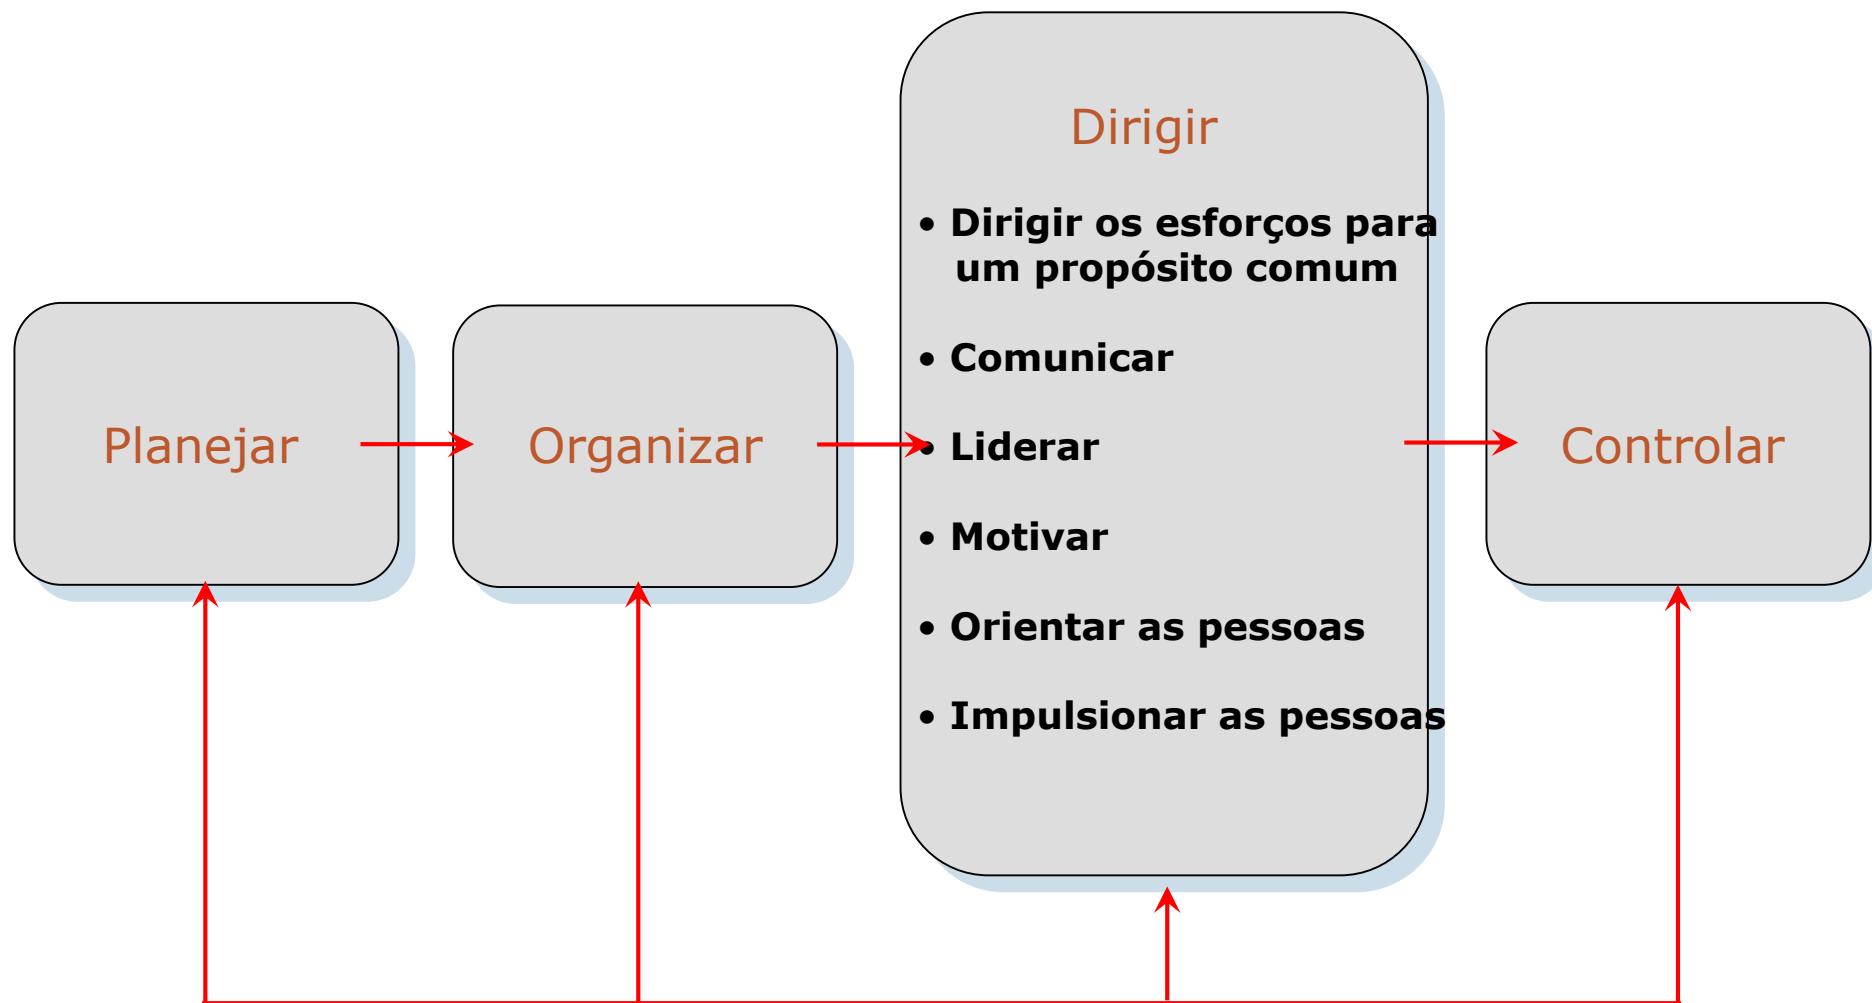 Planejar
Organizar
Dirigir
• Dirigir os esforços para
um propósito comum
• Comunicar
• Liderar
• Motivar
• Orientar as pessoas
• Impulsionar as pessoas
Controlar